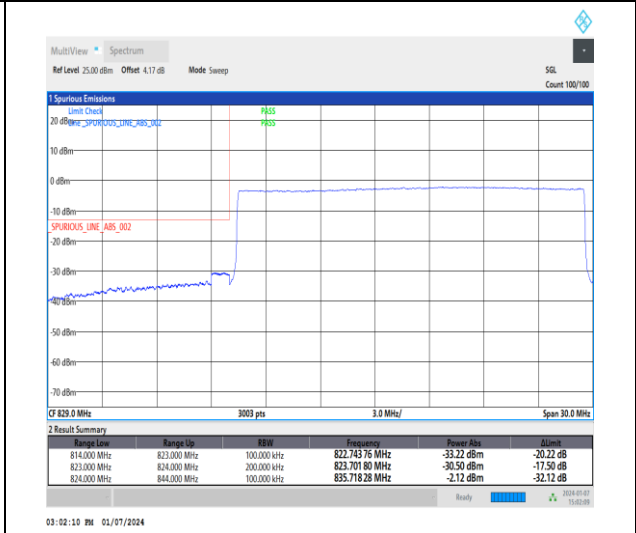 MultiView Spectrum
Ref Level 25.00 dBm Offset 4.17 dB Mode Sweep SGL
Count 100/100
1 Spurious Emissions
Limit Check PASS
20 dBm Line _SPURIOUS_LINE_ABS_002 PASS
10 dBm
0 dBm
-10 dBm
_SPURIOUS_LINE_ABS_002
-20 dBm
-30 dBm
-40 dBm
-50 dBm
-60 dBm
-70 dBm
CF 829.0 MHz 3003 pts 3.0 MHz/ Span 30.0 MHz
2 Result Summary
Range Low Range Up RBW Frequency Power Abs ΔLimit
814.000 MHz 823.000 MHz 100.000 kHz 822.743 76 MHz -33.22 dBm -20.22 dB
823.000 MHz 824.000 MHz 200.000 kHz 823.701 80 MHz -30.50 dBm -17.50 dB
824.000 MHz 844.000 MHz 100.000 kHz 835.718 28 MHz -2.12 dBm -32.12 dB
Ready 2024-01-07
15:02:09
03:02:10 PM 01/07/2024